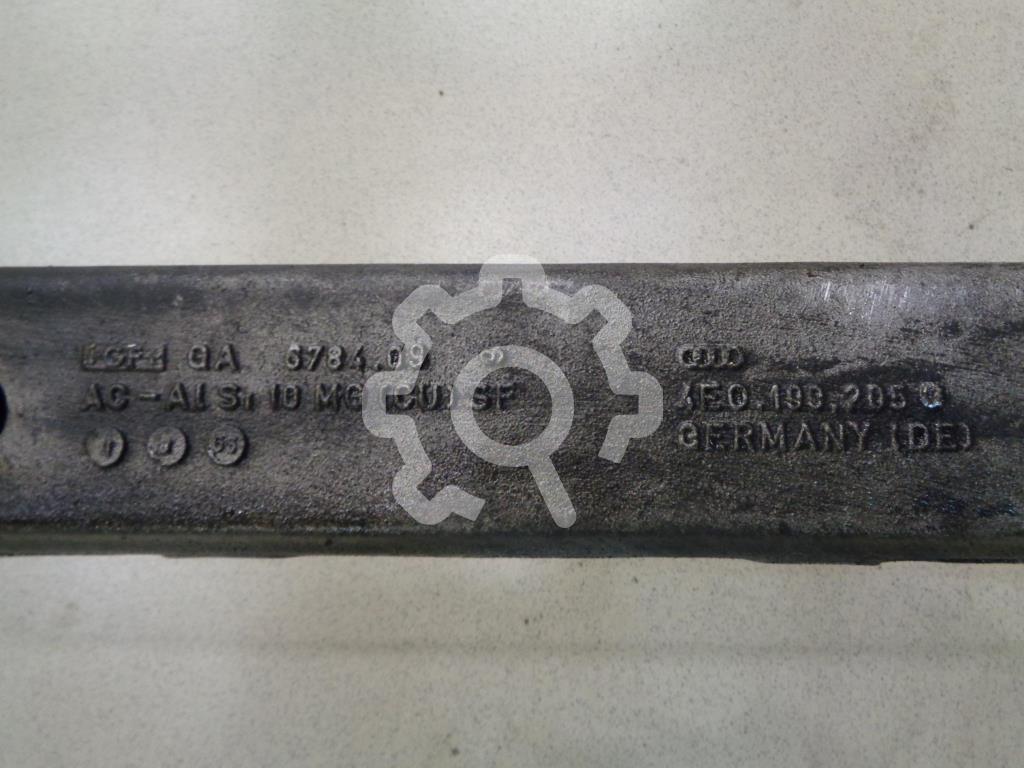 GA 6784.09
AC-AlSi10MG(CU)SF
4E0.199.205
GERMANY (DE)